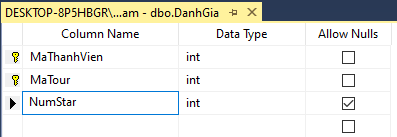 DESKTOP-8P5HBGR\...am - dbo.DanhGia
Column Name Data Type Allow Nulls
MaThanhVien int
MaTour int
NumStar int